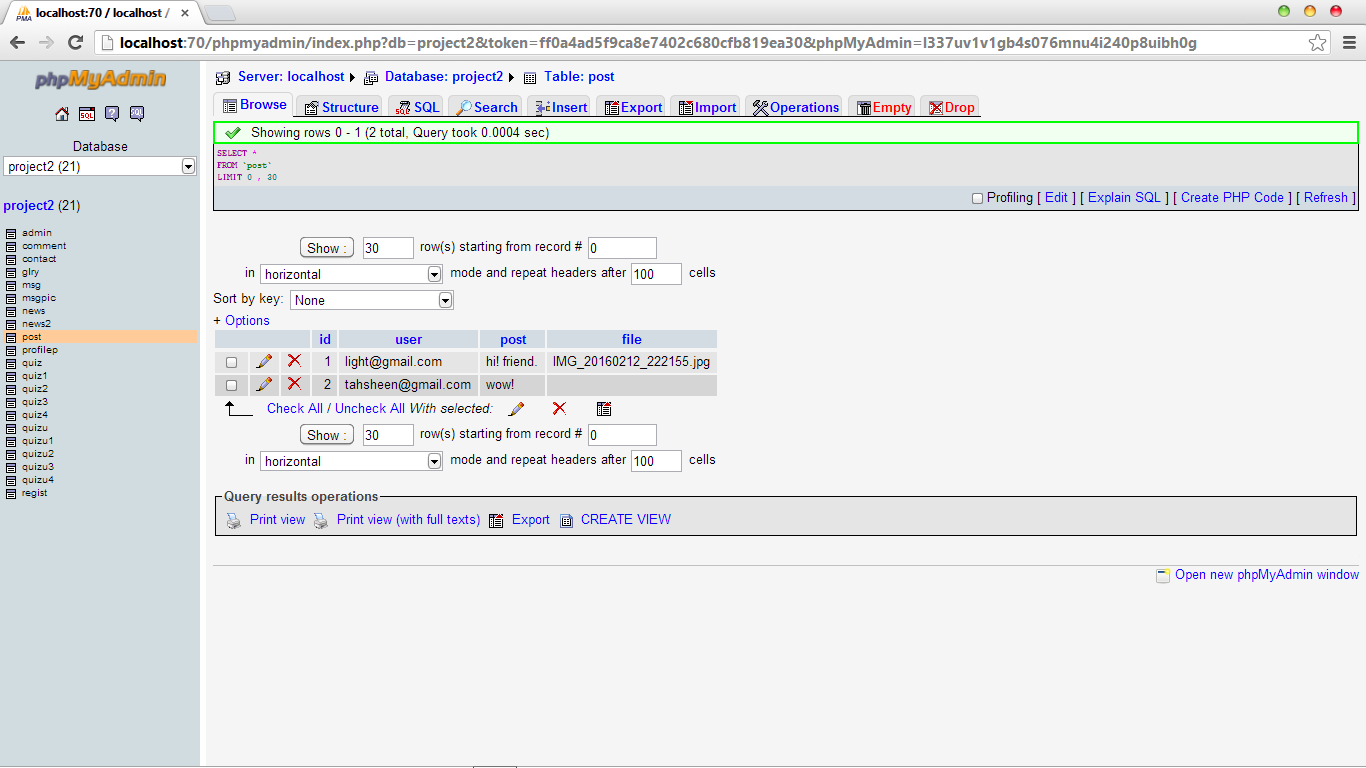 localhost:70 / localhost /
localhost:70/phpmyadmin/index.php?db=project2&token=ff0a4ad5f9ca8e7402c680cfb819ea30&phpMyAdmin=l337uv1v1gb4s076mnu4i240p8uibh0g
phpMyAdmin
SQL
Database
project2 (21)
project2 (21)
admin
comment
contact
glry
msg
msgpic
news
news2
post
profilep
quiz
quiz1
quiz2
quiz3
quiz4
quizu
quizu1
quizu2
quizu3
quizu4
regist
Server: localhost Database: project2 Table: post
Browse Structure SQL Search Insert Export Import Operations Empty Drop
Showing rows 0 - 1 (2 total, Query took 0.0004 sec)
SELECT *
FROM `post`
LIMIT 0 , 30
Profiling [ Edit ] [ Explain SQL ] [ Create PHP Code ] [ Refresh ]
Show : 30 row(s) starting from record # 0
in horizontal mode and repeat headers after 100 cells
Sort by key: None
+ Options
id user post file
1 light@gmail.com hi! friend. IMG_20160212_222155.jpg
2 tahsheen@gmail.com wow!
Check All / Uncheck All With selected:
Show : 30 row(s) starting from record # 0
in horizontal mode and repeat headers after 100 cells
Query results operations
Print view Print view (with full texts) Export CREATE VIEW
Open new phpMyAdmin window